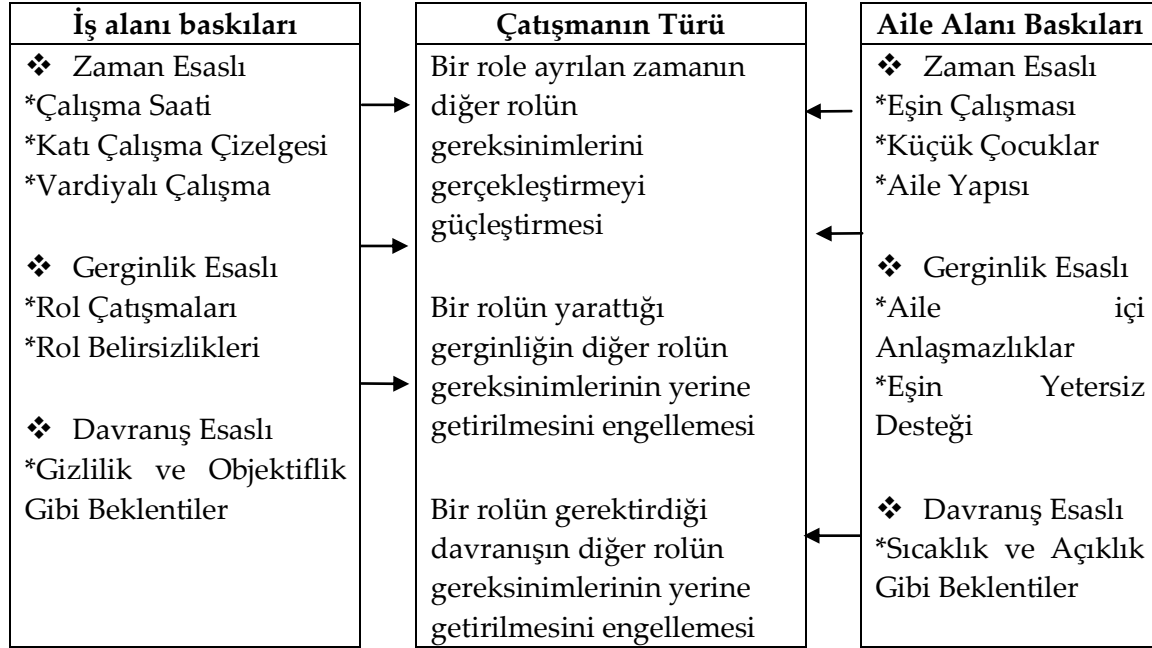 İş alanı baskıları
❖ Zaman Esaslı
*Çalışma Saati
*Katı Çalışma Çizelgesi
*Vardiyalı Çalışma
❖ Gerginlik Esaslı
*Rol Çatışmaları
*Rol Belirsizlikleri
❖ Davranış Esaslı
*Gizlilik ve Objektiflik
Gibi Beklentiler
Çatışmanın Türü
Bir role ayrılan zamanın
diğer rolün
gereksinimlerini
gerçekleştirmeyi
güçleştirmesi
Bir rolün yarattığı
gerginliğin diğer rolün
gereksinimlerinin yerine
getirilmesini engellemesi
Bir rolün gerektirdiği
davranışın diğer rolün
gereksinimlerinin yerine
getirilmesini engellemesi
Aile Alanı Baskıları
❖ Zaman Esaslı
*Eşin Çalışması
*Küçük Çocuklar
*Aile Yapısı
❖ Gerginlik Esaslı
*Aile içi
Anlaşmazlıklar
*Eşin Yetersiz
Desteği
❖ Davranış Esaslı
*Sıcaklık ve Açıklık
Gibi Beklentiler